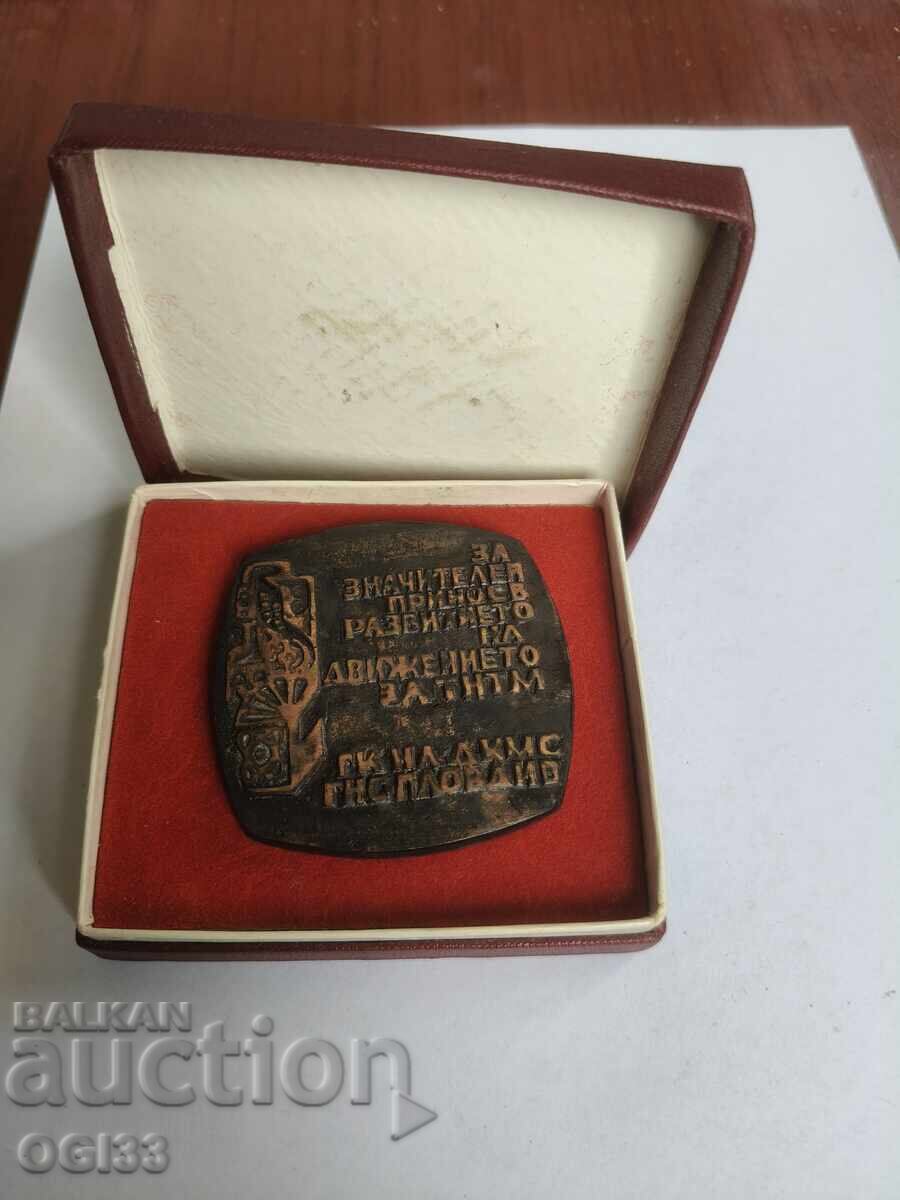 ЗА
ЗНАЧИТЕЛЕН
ПРИНОС В
РАЗВИТИЕТО
НА
ДВИЖЕНИЕТО
ЗА ТНТМ
ГК НА ДКМС
ГНС ПЛОВДИВ
BALKAN
auction
OGI33